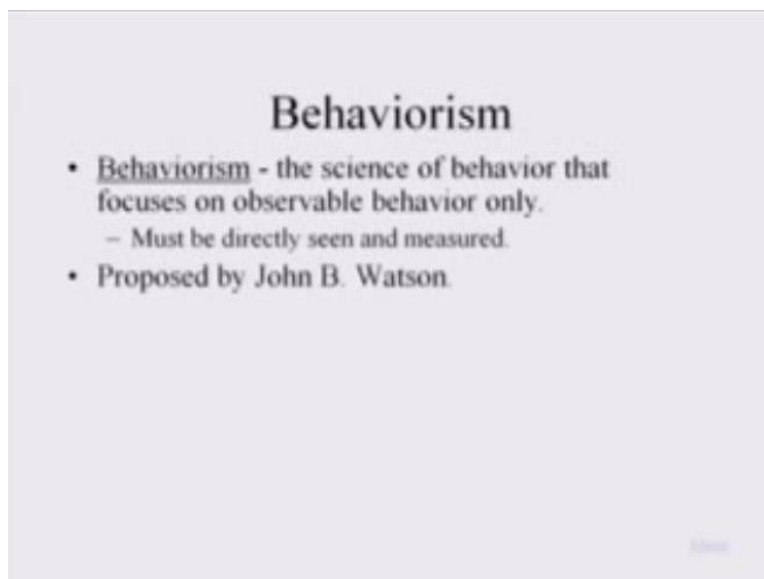 Behaviorism
• Behaviorism - the science of behavior that
focuses on observable behavior only.
– Must be directly seen and measured.
• Proposed by John B. Watson.